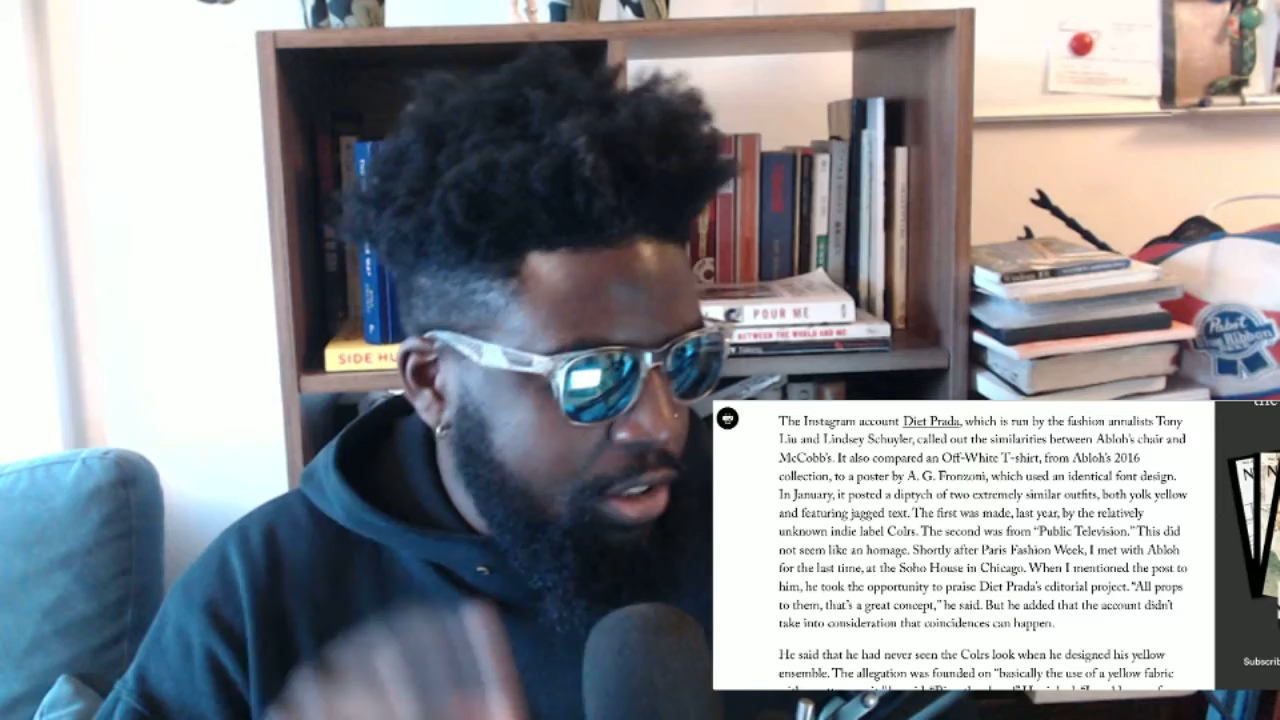 SIDE HU
POUR ME
BETWEEN THE WORLD AND ME
Pabst
Blue Ribbon
the
The Instagram account Diet Prada, which is run by the fashion annalists Tony
Liu and Lindsey Schuyler, called out the similarities between Abloh's chair and
McCobb's. It also compared an Off-White T-shirt, from Abloh's 2016
collection, to a poster by A. G. Fronzoni, which used an identical font design.
In January, it posted a diptych of two extremely similar outfits, both yolk yellow
and featuring jagged text. The first was made, last year, by the relatively
unknown indie label Colrs. The second was from “Public Television.” This did
not seem like an homage. Shortly after Paris Fashion Week, I met with Abloh
for the last time, at the Soho House in Chicago. When I mentioned the post to
him, he took the opportunity to praise Diet Prada's editorial project. “All props
to them, that's a great concept,” he said. But he added that the account didn't
take into consideration that coincidences can happen.
He said that he had never seen the Colrs look when he designed his yellow
ensemble. The allegation was founded on “basically the use of a yellow fabric
Subscrib